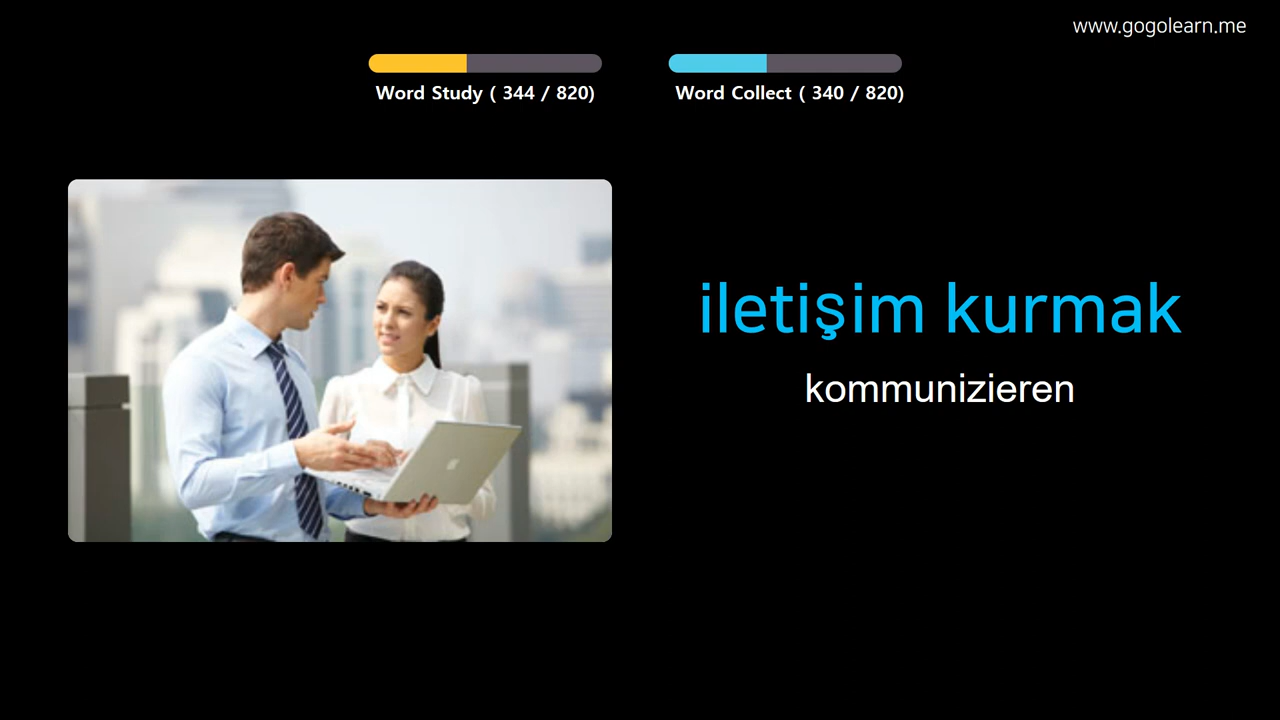 www.gogolearn.me
Word Study ( 344 / 820)
Word Collect ( 340 / 820)
iletişim kurmak
kommunizieren